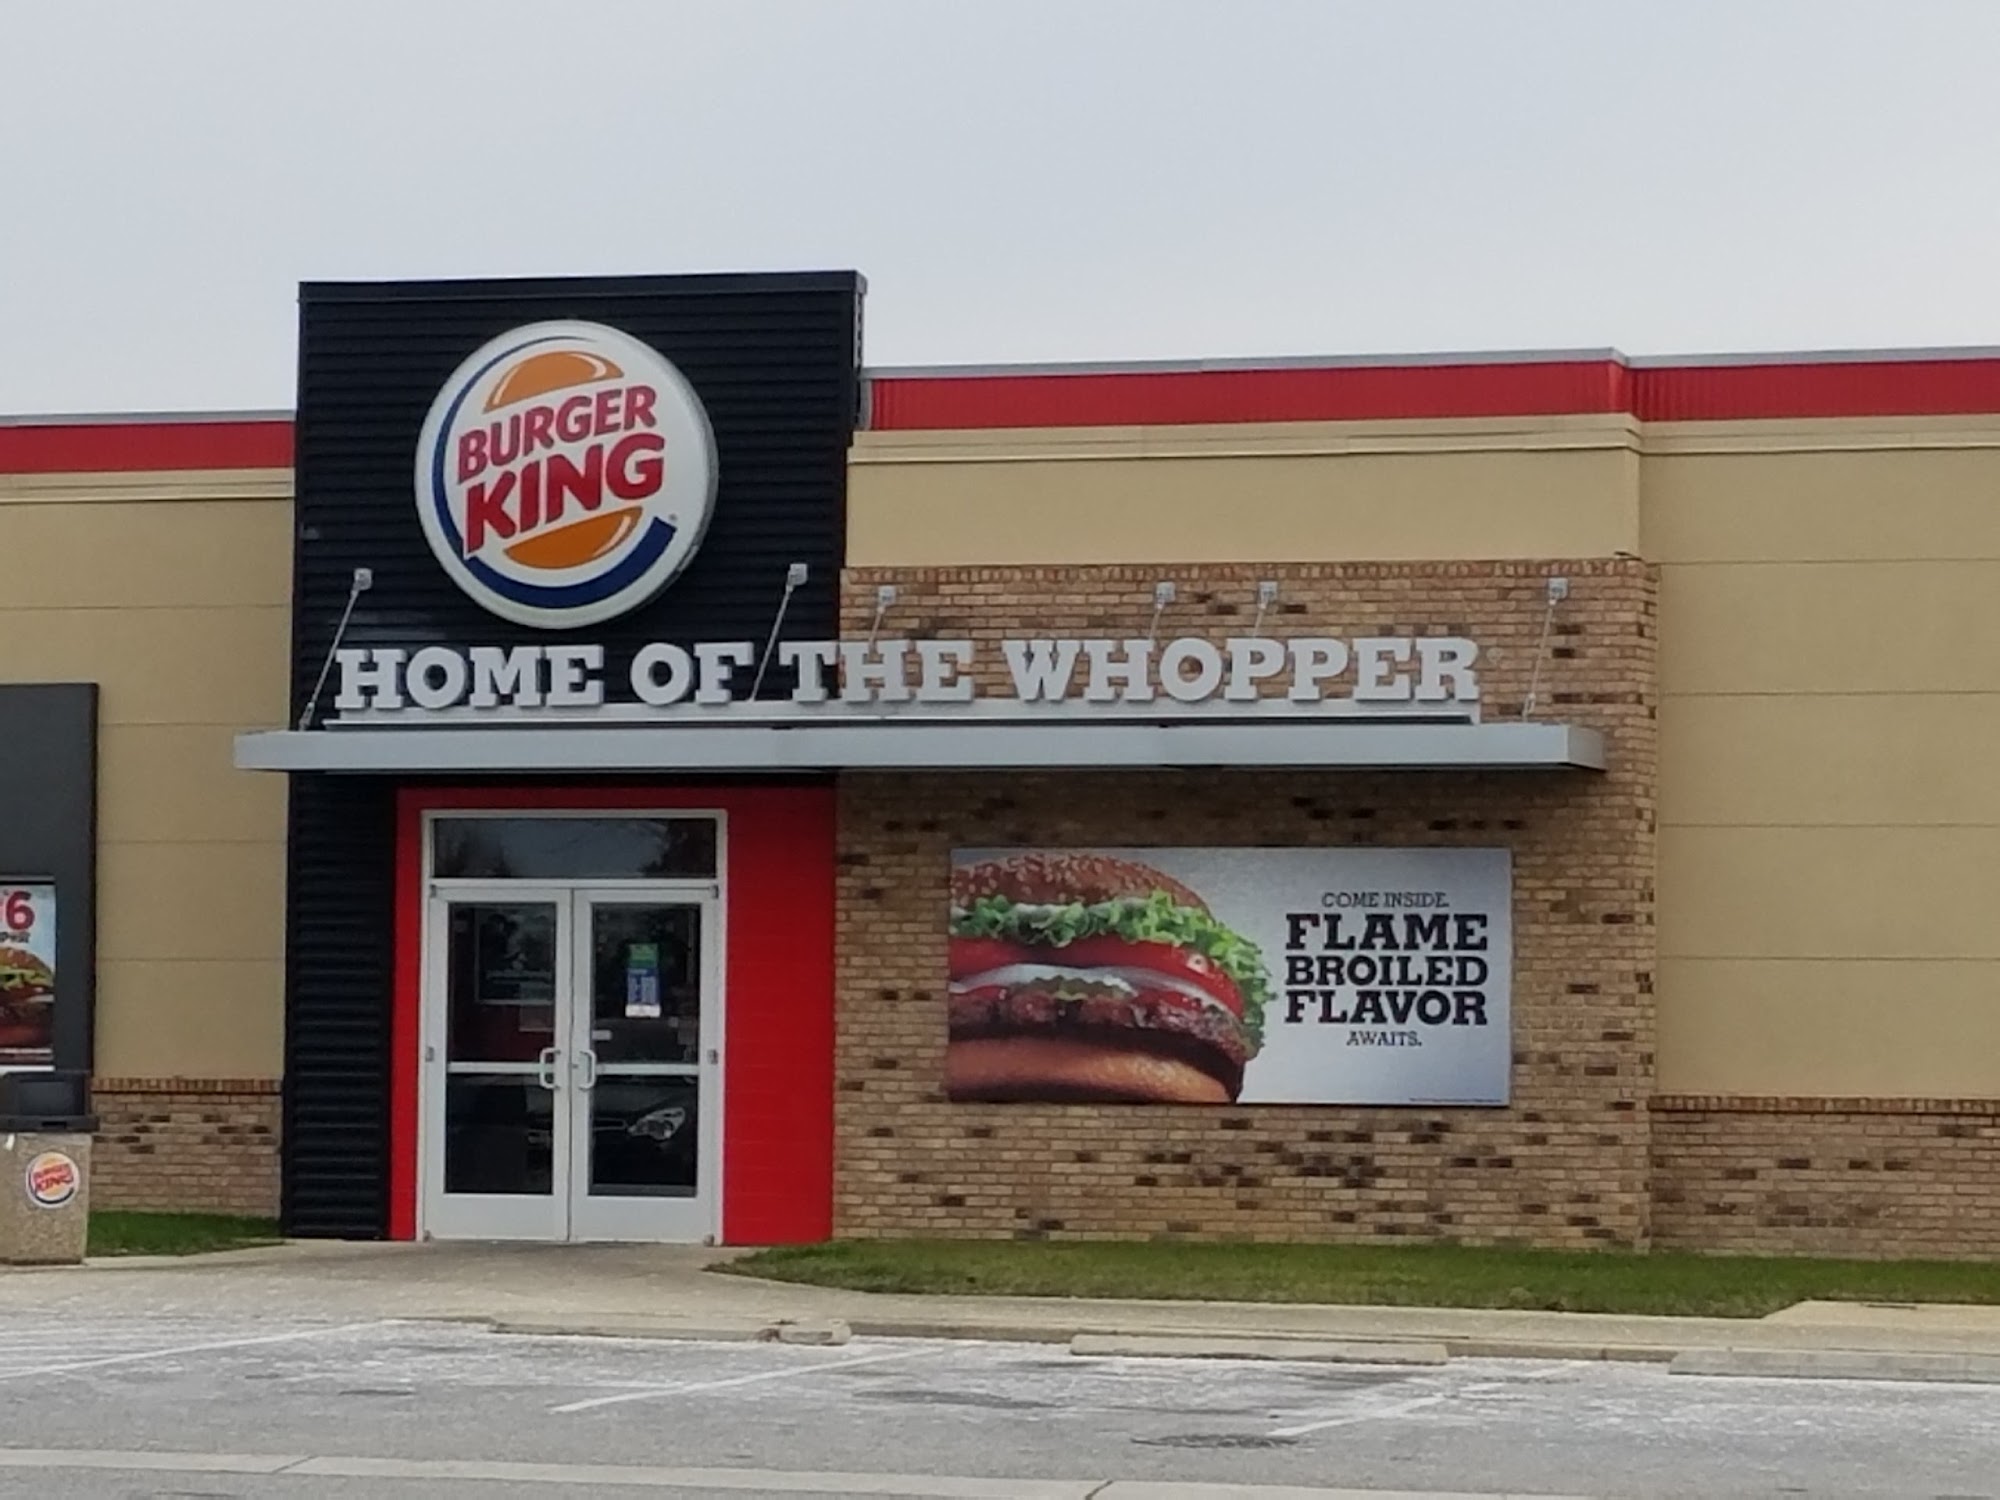 BURGER
KING
HOME OF THE WHOPPER
COME INSIDE.
FLAME
BROILED
FLAVOR
AWAITS.
6
BURGER
KING